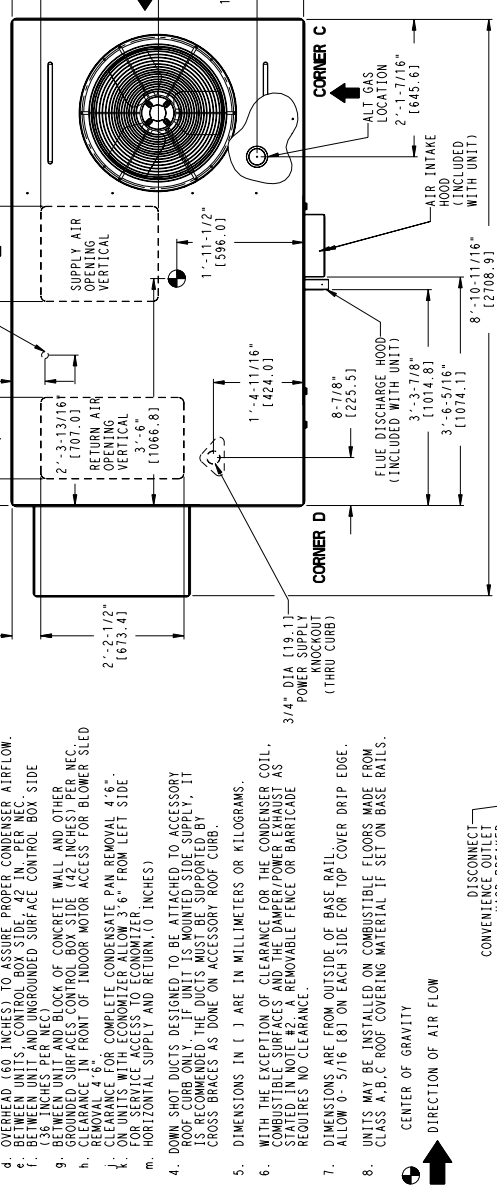 d. OVERHEAD (60 INCHES) TO ASSURE PROPER CONDENSER AIRFLOW.
e. BETWEEN UNITS, CONTROL BOX SIDE, 42 IN. PER NEC.
f. BETWEEN UNIT AND UNGROUNDED SURFACE CONTROL BOX SIDE
(36 INCHES PER NEC)
g. BETWEEN UNIT AND BLOCK OF CONCRETE WALL AND OTHER
GROUNDED SURFACES CONTROL BOX SIDE (42 INCHES) PER NEC.
h. CLEARANCE IN FRONT OF INDOOR MOTOR ACCESS FOR BLOWER SLED
REMOVAL 4'6".
j. CLEARANCE FOR COMPLETE CONDENSATE PAN REMOVAL 4'6".
k. ON UNITS WITH ECONOMIZER ALLOW 3'6" FROM LEFT SIDE
FOR SERVICE ACCESS TO ECONOMIZER.
m. HORIZONTAL SUPPLY AND RETURN, (0 INCHES)
4. DOWN SHOT DUCTS DESIGNED TO BE ATTACHED TO ACCESSORY
ROOF CURB ONLY. IF UNIT IS MOUNTED SIDE SUPPLY, IT
IS RECOMMENDED THE DUCTS MUST BE SUPPORTED BY
CROSS BRACES AS DONE ON ACCESSORY ROOF CURB.
5. DIMENSIONS IN [ ] ARE IN MILLIMETERS OR KILOGRAMS.
6. WITH THE EXCEPTION OF CLEARANCE FOR THE CONDENSER COIL,
COMBUSTIBLE SURFACES AND THE DAMPER/POWER EXHAUST AS
STATED IN NOTE #2. A REMOVABLE FENCE OR BARRICADE
REQUIRES NO CLEARANCE.
7. DIMENSIONS ARE FROM OUTSIDE OF BASE RAIL.
ALLOW 0- 5/16 [8] ON EACH SIDE FOR TOP COVER DRIP EDGE.
8. UNITS MAY BE INSTALLED ON COMBUSTIBLE FLOORS MADE FROM
CLASS A,B,C ROOF COVERING MATERIAL IF SET ON BASE RAILS.
CENTER OF GRAVITY
DIRECTION OF AIR FLOW
DISCONNECT
CONVENIENCE OUTLET
2'-2-1/2"
[673.4]
3/4" DIA [19.1]
POWER SUPPLY
KNOCKOUT
(THRU CURB)
2'-3-13/16"
[707.0]
RETURN AIR
OPENING
VERTICAL
3'-6"
[1066.8]
SUPPLY AIR
OPENING
VERTICAL
1'-11-1/2"
[596.0]
1'-4-11/16"
[424.0]
8-7/8"
[225.5]
CORNER D
CORNER C
ALT GAS
LOCATION
2'-1-7/16"
[645.6]
FLUE DISCHARGE HOOD
(INCLUDED WITH UNIT)
AIR INTAKE
HOOD
(INCLUDED
WITH UNIT)
3'-3-7/8"
[1014.8]
3'-6-5/16"
[1074.1]
8'-10-11/16"
[2708.9]